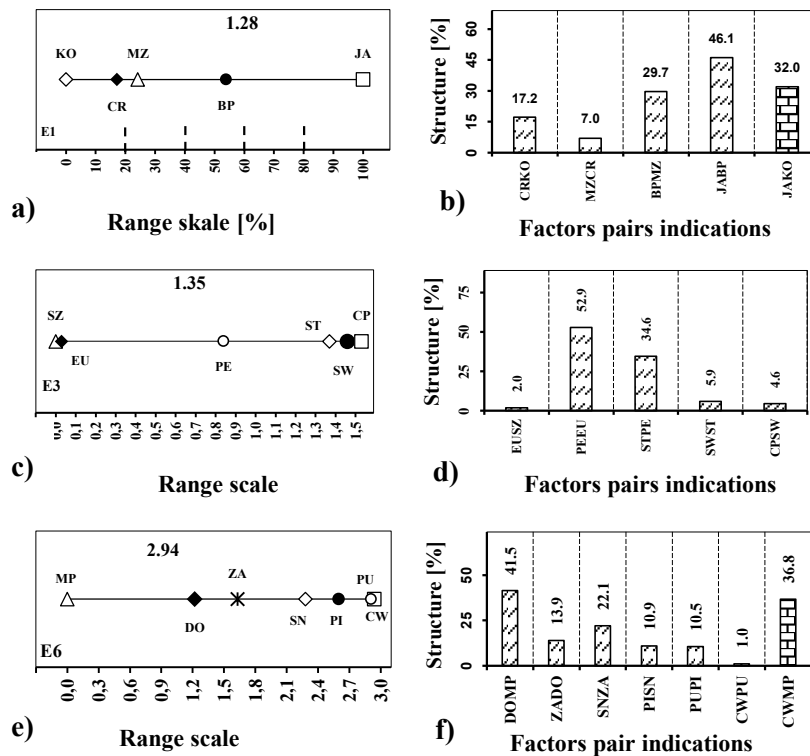 1.28
KO
MZ
JA
CR
BP
E1
0
10
20
30
40
50
60
70
80
90
100
a)
Range skale [%]
Structure [%]
60
45
30
15
0
17.2
7.0
29.7
46.1
32.0
CRKO
MZCR
BPMZ
JABP
JAKO
b)
Factors pairs indications
1.35
SZ
ST
CP
EU
PE
SW
E3
0,0
0,1
0,2
0,3
0,4
0,5
0,6
0,8
0,9
1,0
1,1
1,2
1,3
1,4
1,5
c)
Range scale
Structure [%]
75
50
25
0
2.0
52.9
34.6
5.9
4.6
EUSZ
PEEU
STPE
SWST
CPSW
d)
Factors pairs indications
2.94
MP
ZA
PU
DO
SN
PI
CW
E6
0,0
0,3
0,6
0,9
1,2
1,5
1,8
2,1
2,4
2,7
3,0
e)
Range scale
Structure [%]
50
25
0
41.5
13.9
22.1
10.9
10.5
1.0
36.8
DOMP
ZADO
SNZA
PISN
PUPI
CWPU
CWMP
f)
Factors pair indications